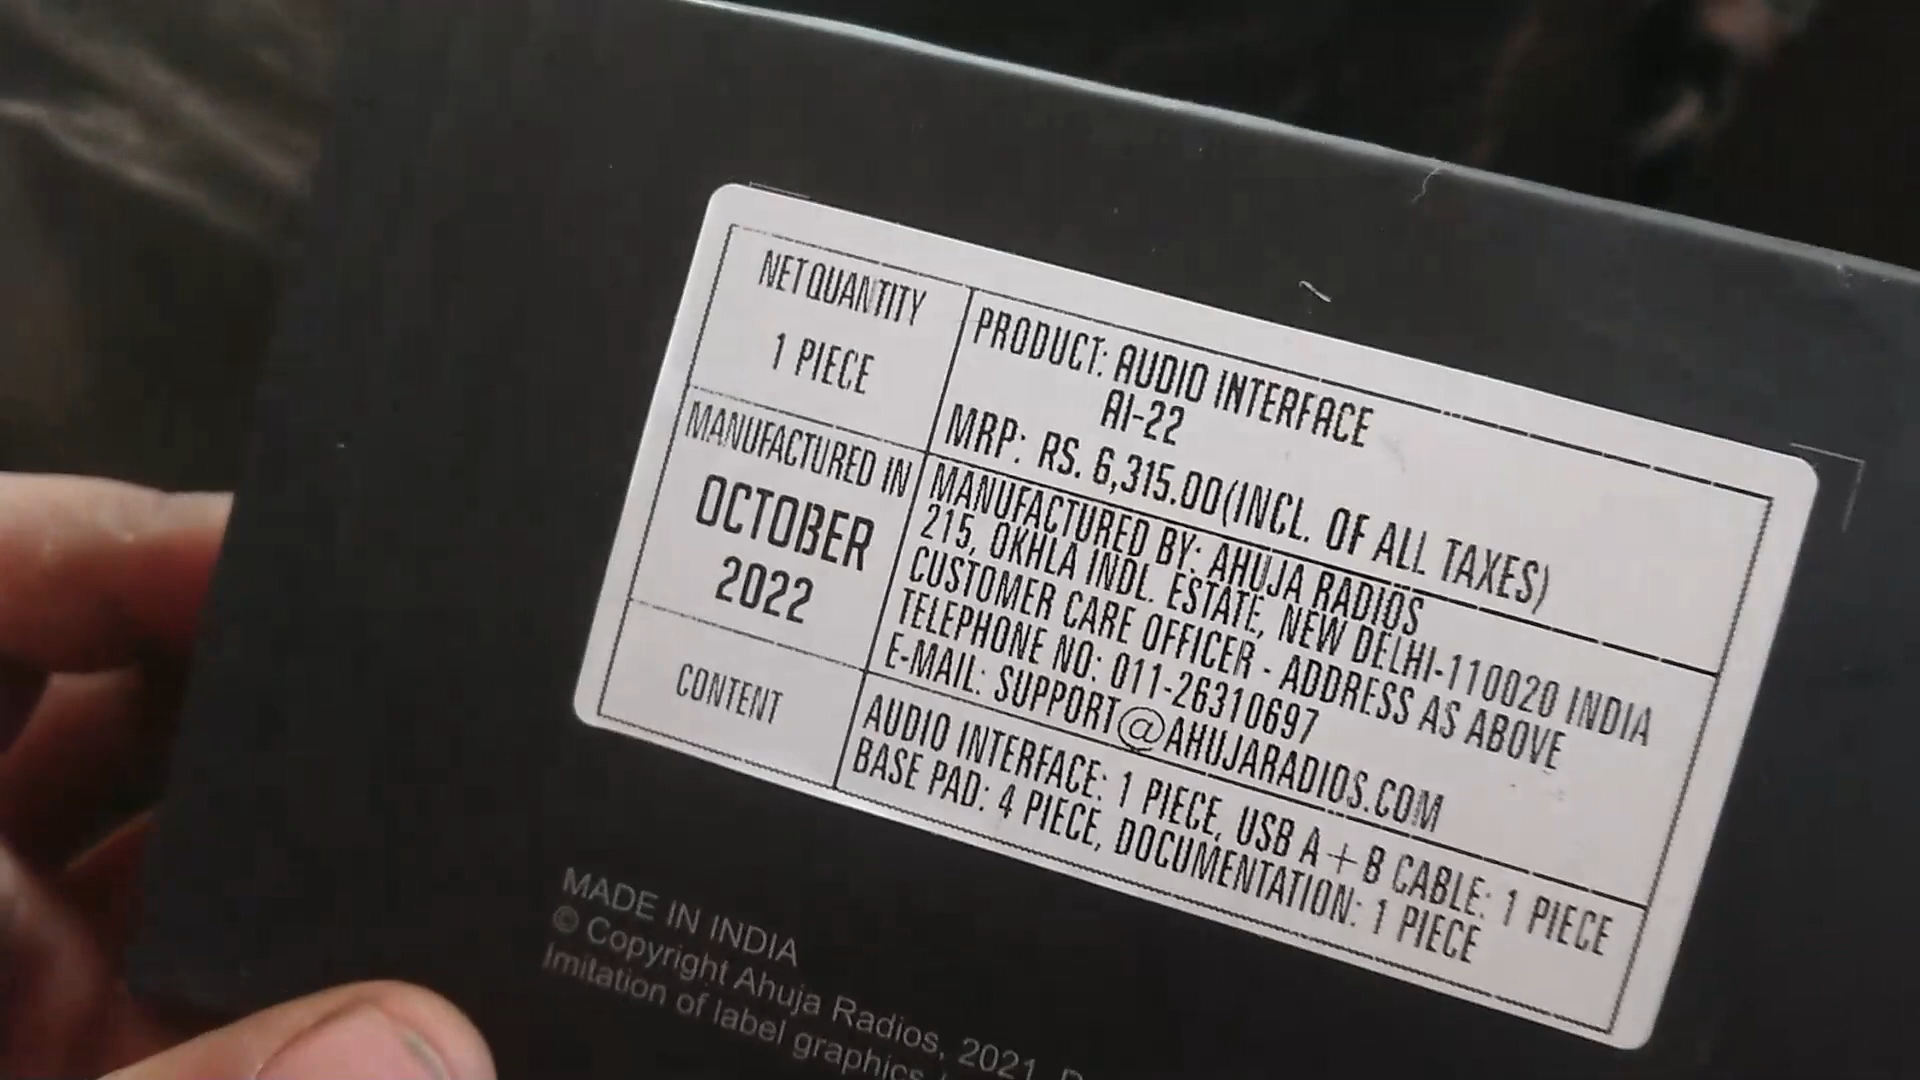 NET QUANTITY
1 PIECE
PRODUCT: AUDIO INTERFACE
AI-22
MRP: RS. 6,315.00(INCL. OF ALL TAXES)
MANUFACTURED IN
OCTOBER
2022
MANUFACTURED BY: AHUJA RADIOS
215, OKHLA INDL. ESTATE, NEW DELHI-110020 INDIA
CUSTOMER CARE OFFICER - ADDRESS AS ABOVE
TELEPHONE NO: 011-26310697
E-MAIL: SUPPORT@AHUJARADIOS.COM
CONTENT
AUDIO INTERFACE: 1 PIECE, USB A + B CABLE: 1 PIECE
BASE PAD: 4 PIECE, DOCUMENTATION: 1 PIECE
MADE IN INDIA
© Copyright Ahuja Radios, 2021.
Imitation of label graphics